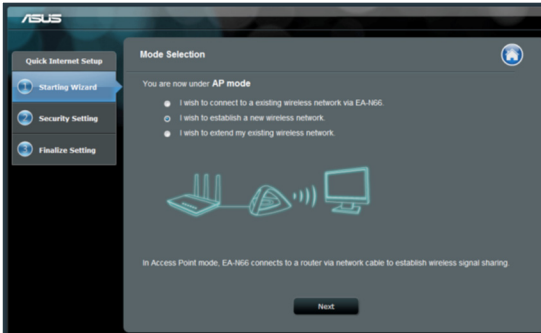 ASUS
Quick Internet Setup
1 Starting Wizard
2 Security Setting
3 Finalize Setting
Mode Selection
You are now under AP mode
I wish to connect to a existing wireless network via EA-N66.
I wish to establish a new wireless network.
I wish to extend my existing wireless network.
In Access Point mode, EA-N66 connects to a router via network cable to establish wireless signal sharing.
Next